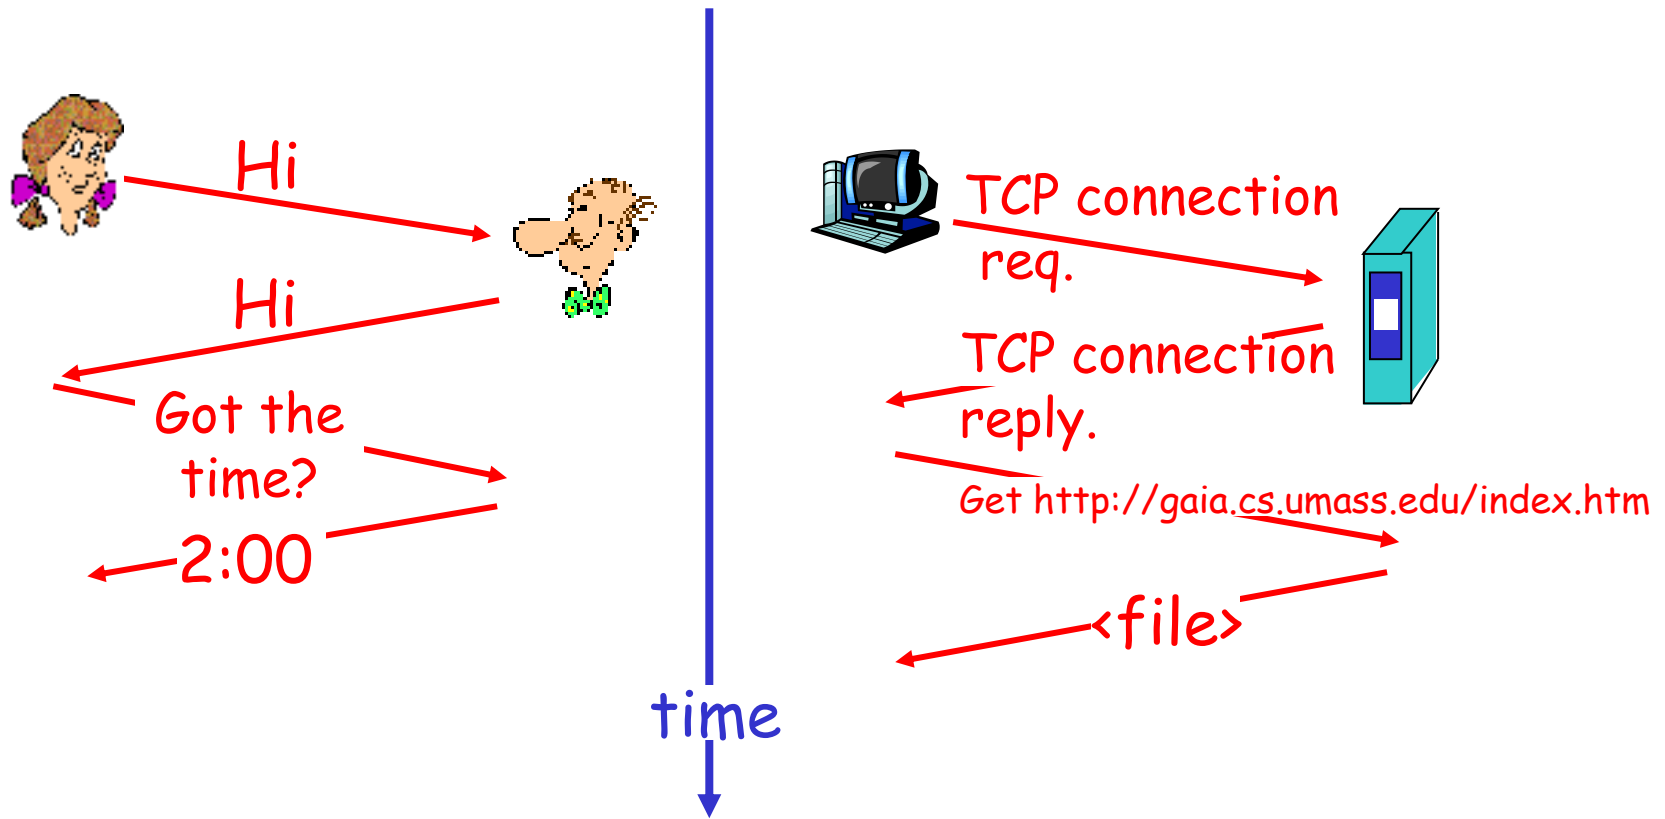 Hi
Hi
Got the
time?
2:00
TCP connection
req.
TCP connection
reply.
Get http://gaia.cs.umass.edu/index.htm
<file>
time